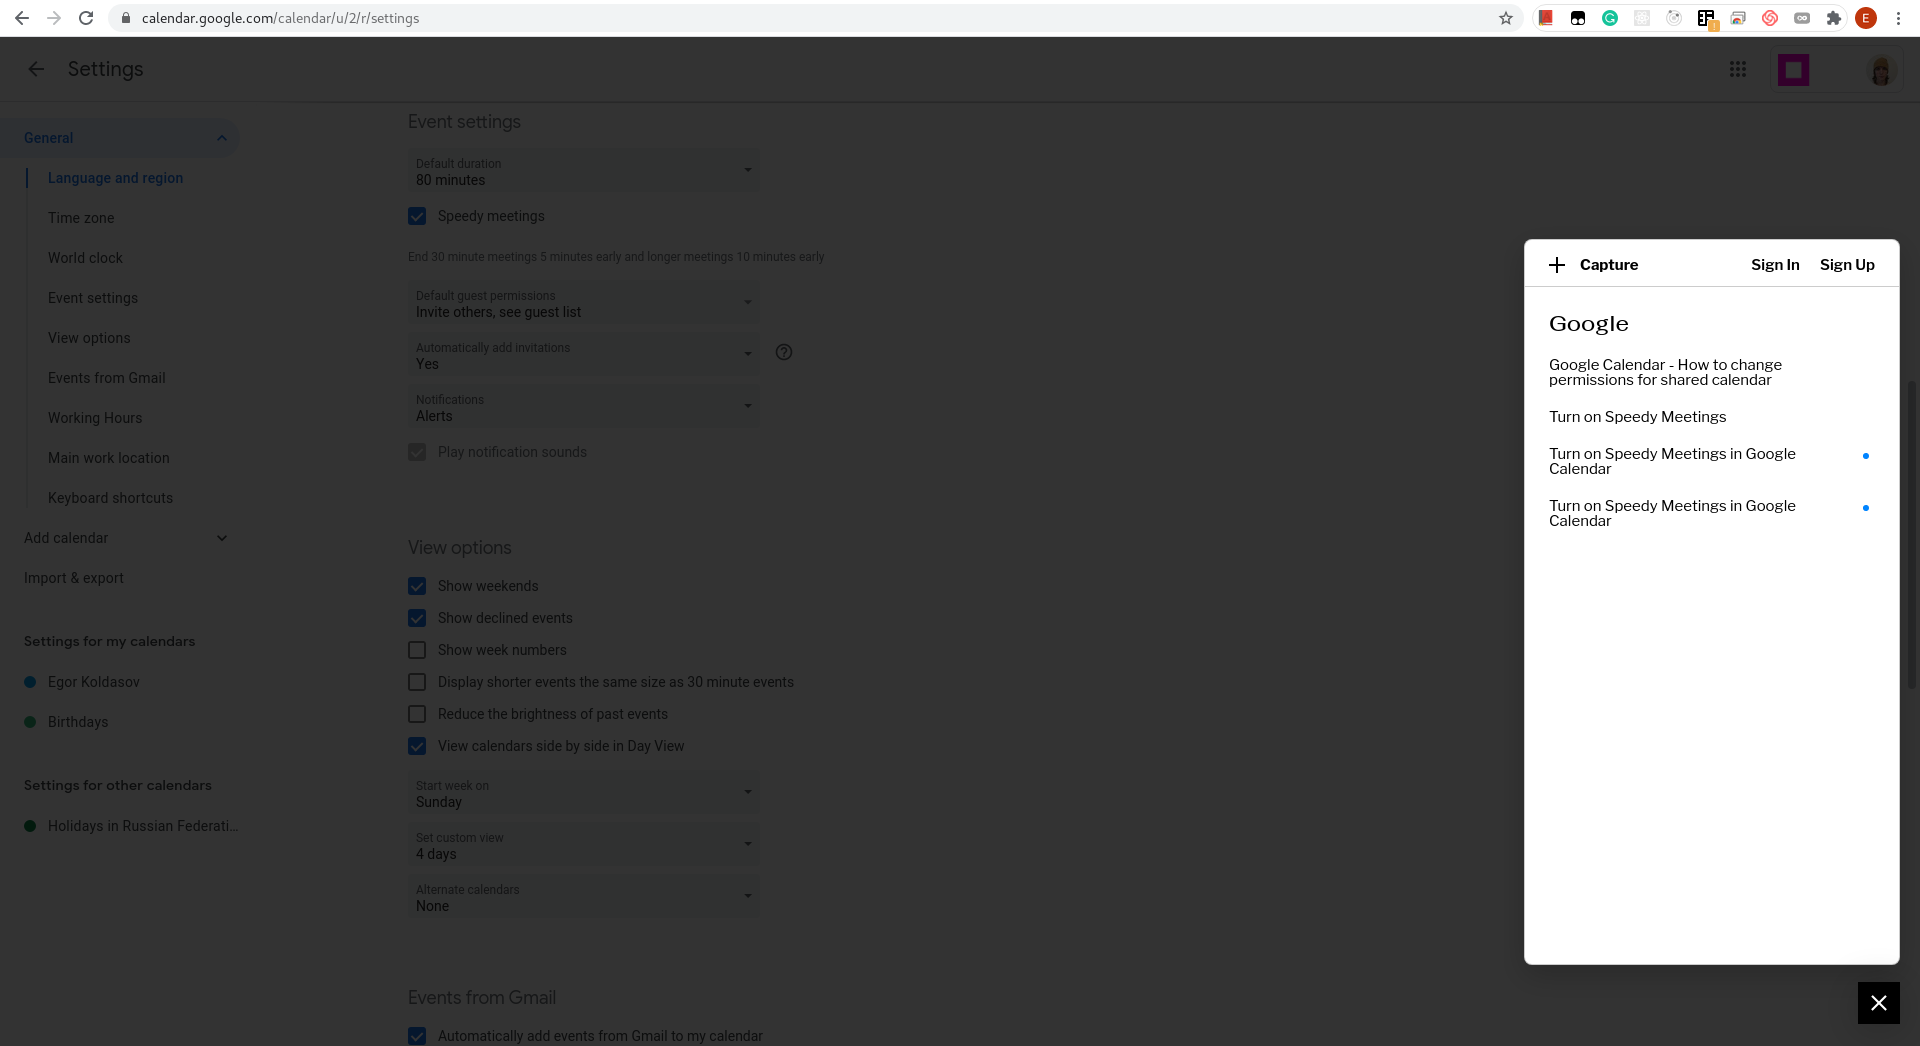 calendar.google.com/calendar/u/2/r/settings
E
Settings
General
Language and region
Time zone
World clock
Event settings
View options
Events from Gmail
Working Hours
Main work location
Keyboard shortcuts
Add calendar
Import & export
Settings for my calendars
Egor Koldasov
Birthdays
Settings for other calendars
Holidays in Russian Federati...
Event settings
Default duration
80 minutes
Speedy meetings
End 30 minute meetings 5 minutes early and longer meetings 10 minutes early
Default guest permissions
Invite others, see guest list
Automatically add invitations
Yes
Notifications
Alerts
Play notification sounds
View options
Show weekends
Show declined events
Show week numbers
Display shorter events the same size as 30 minute events
Reduce the brightness of past events
View calendars side by side in Day View
Start week on
Sunday
Set custom view
4 days
Alternate calendars
None
Events from Gmail
Automatically add events from Gmail to my calendar
Capture
Sign In
Sign Up
Google
Google Calendar - How to change
permissions for shared calendar
Turn on Speedy Meetings
Turn on Speedy Meetings in Google
Calendar
Turn on Speedy Meetings in Google
Calendar